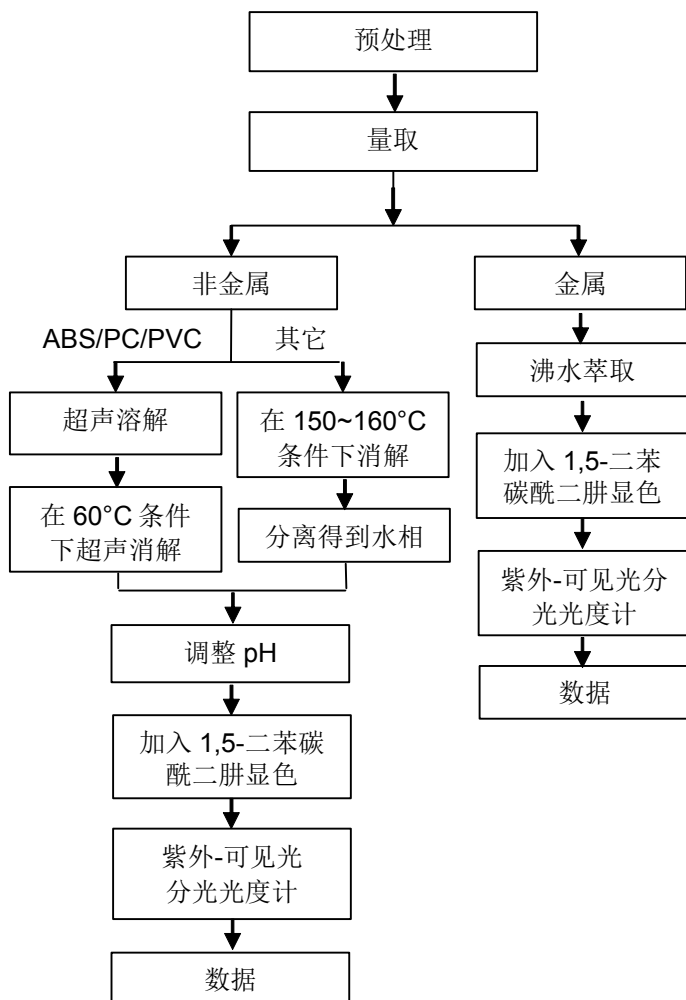 预处理
量取
非金属
金属
ABS/PC/PVC
其它
沸水萃取
超声溶解
在 150~160°C
条件下消解
加入 1,5-二苯
碳酰二肼显色
在 60°C 条件
下超声消解
分离得到水相
紫外-可见光分
光光度计
调整 pH
数据
加入 1,5-二苯碳
酰二肼显色
紫外-可见光
分光光度计
数据